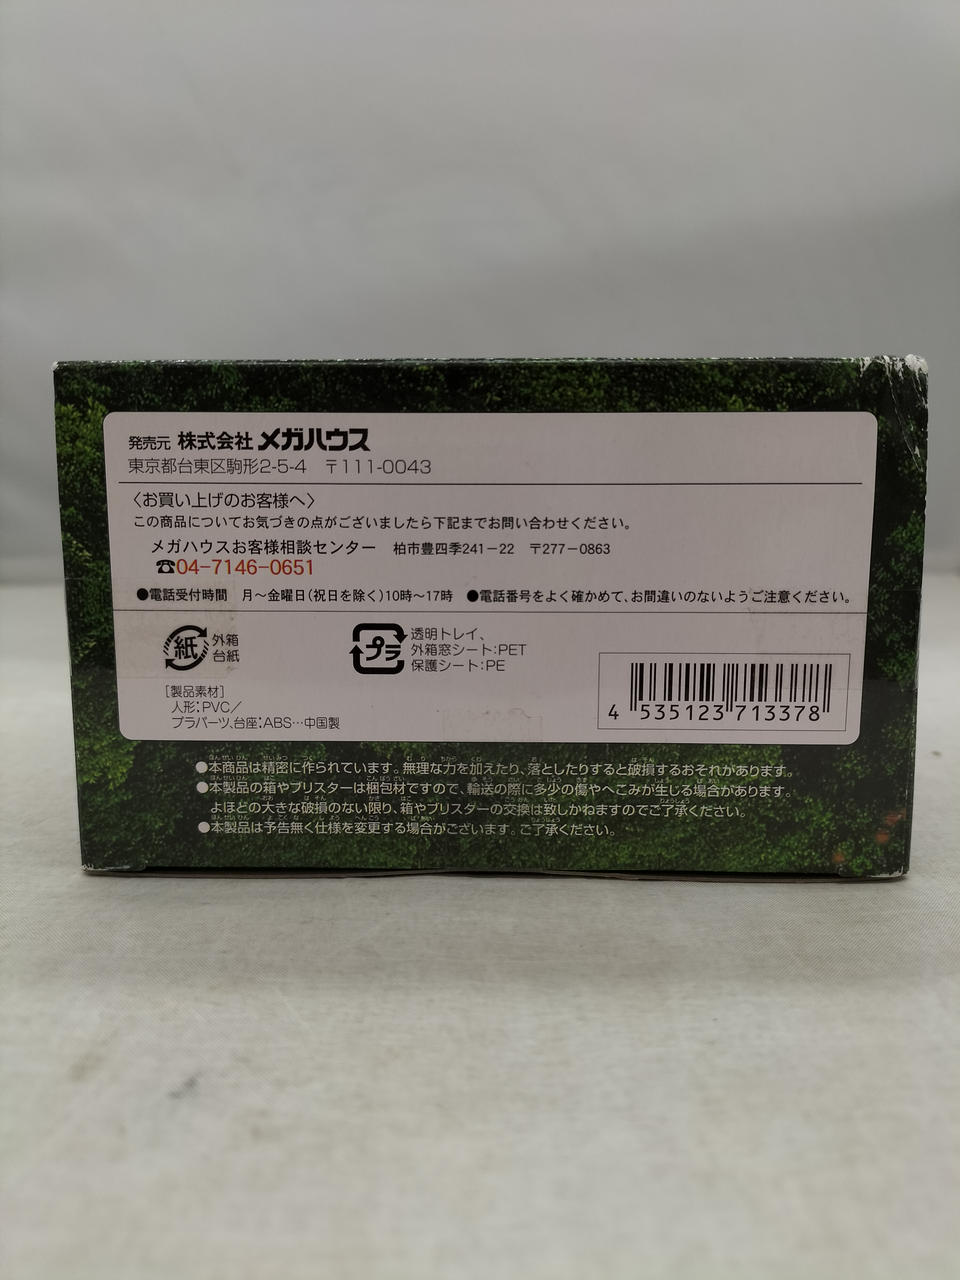 発売元 株式会社 メガハウス
東京都台東区駒形2-5-4 〒111-0043
〈お買い上げのお客様へ〉
この商品についてお気づきの点がございましたら下記までお問い合わせください。
メガハウスお客様相談センター 柏市豊四季241−22 〒277−0863
☎04-7146-0651
●電話受付時間 月〜金曜日(祝日を除く)10時〜17時 ●電話番号をよく確かめて、お間違いのないようご注意ください。
紙 外箱
台紙
プラ 透明トレイ、
外箱窓シート:PET
保護シート:PE
[製品素材]
人形:PVC/
プラパーツ、台座:ABS…中国製
4 535123 713378
●本商品は精密に作られています。無理な力を加えたり、落としたりすると破損するおそれがあります。
●本製品の箱やブリスターは梱包材ですので、輸送の際に多少の傷やへこみが生じる場合があります。
よほどの大きな破損のない限り、箱やブリスターの交換は致しかねますのでご了承ください。
●本製品は予告無く仕様を変更する場合がございます。ご了承ください。